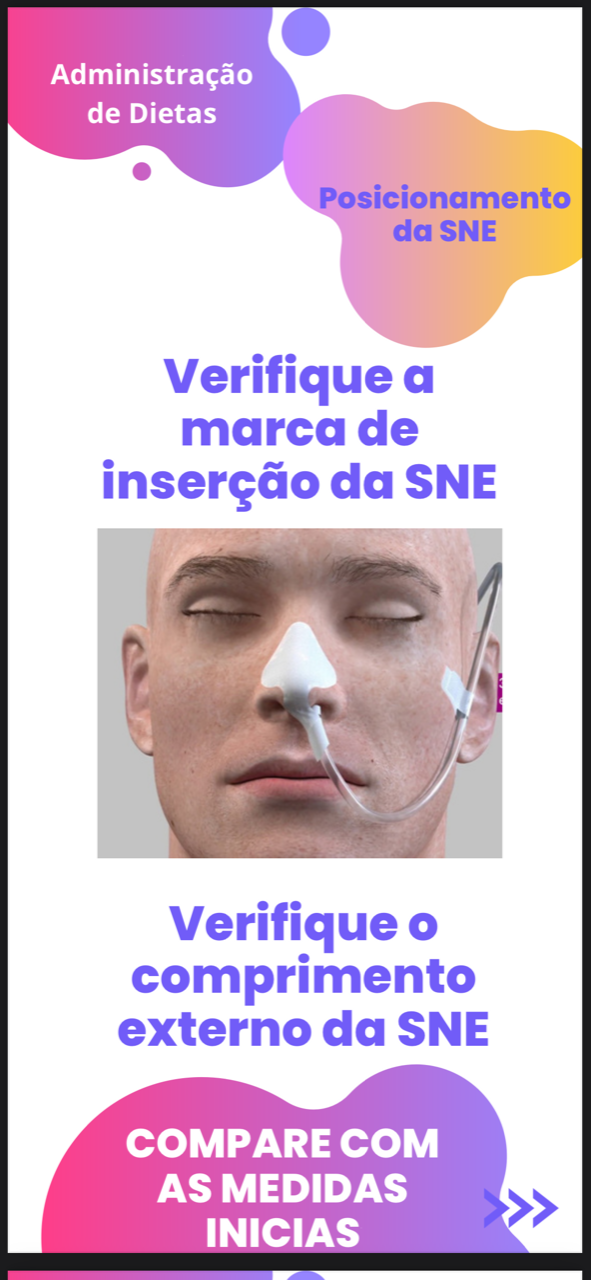 Administração
de Dietas
Posicionamento
da SNE
Verifique a
marca de
inserção da SNE
Verifique o
comprimento
externo da SNE
COMPARE COM
AS MEDIDAS
INICIAS